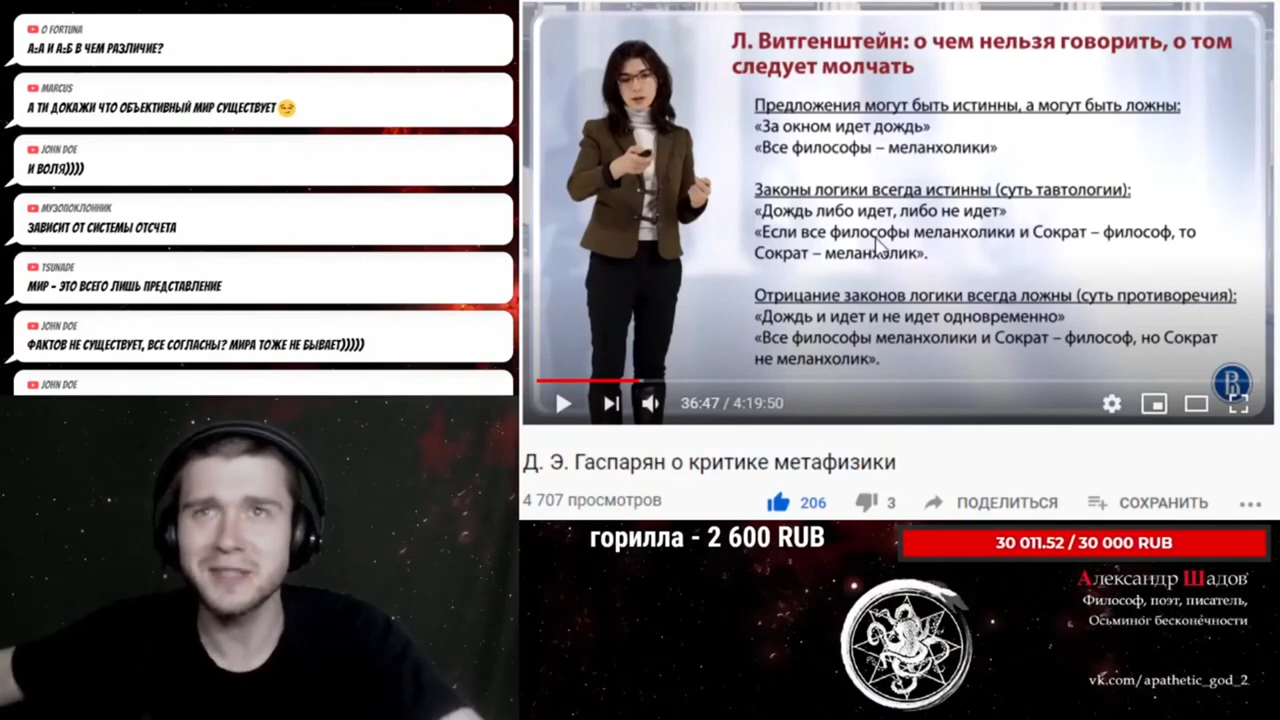 O FORTUNA
А=А И А=Б В ЧЕМ РАЗЛИЧИЕ?
MARCUS
А ТИ ДОКАЖИ ЧТО ОБЪЕКТИВНЫЙ МИР СУЩЕСТВУЕТ
JOHN DOE
И ВОЛЯ))))
МУЗОПОКЛОННИК
ЗАВИСИТ ОТ СИСТЕМЫ ОТСЧЕТА
TSUNADE
МИР - ЭТО ВСЕГО ЛИШЬ ПРЕДСТАВЛЕНИЕ
JOHN DOE
ФАКТОВ НЕ СУЩЕСТВУЕТ, ВСЕ СОГЛАСНЫ? МИРА ТОЖЕ НЕ БЫВАЕТ)))))
JOHN DOE
Л. Витгенштейн: о чем нельзя говорить, о том
следует молчать
Предложения могут быть истинны, а могут быть ложны:
«За окном идет дождь»
«Все философы – меланхолики»
Законы логики всегда истинны (суть тавтологии):
«Дождь либо идет, либо не идет»
«Если все философы меланхолики и Сократ – философ, то
Сократ – меланхолик».
Отрицание законов логики всегда ложны (суть противоречия):
«Дождь и идет и не идет одновременно»
«Все философы меланхолики и Сократ – философ, но Сократ
не меланхолик».
36:47 / 4:19:50
Д. Э. Гаспарян о критике метафизики
4 707 просмотров
206
3
ПОДЕЛИТЬСЯ
СОХРАНИТЬ
горилла - 2 600 RUB
30 011.52 / 30 000 RUB
Александр Шадов
Философ, поэт, писатель,
Осьминог бесконечности
vk.com/apathetic_god_2